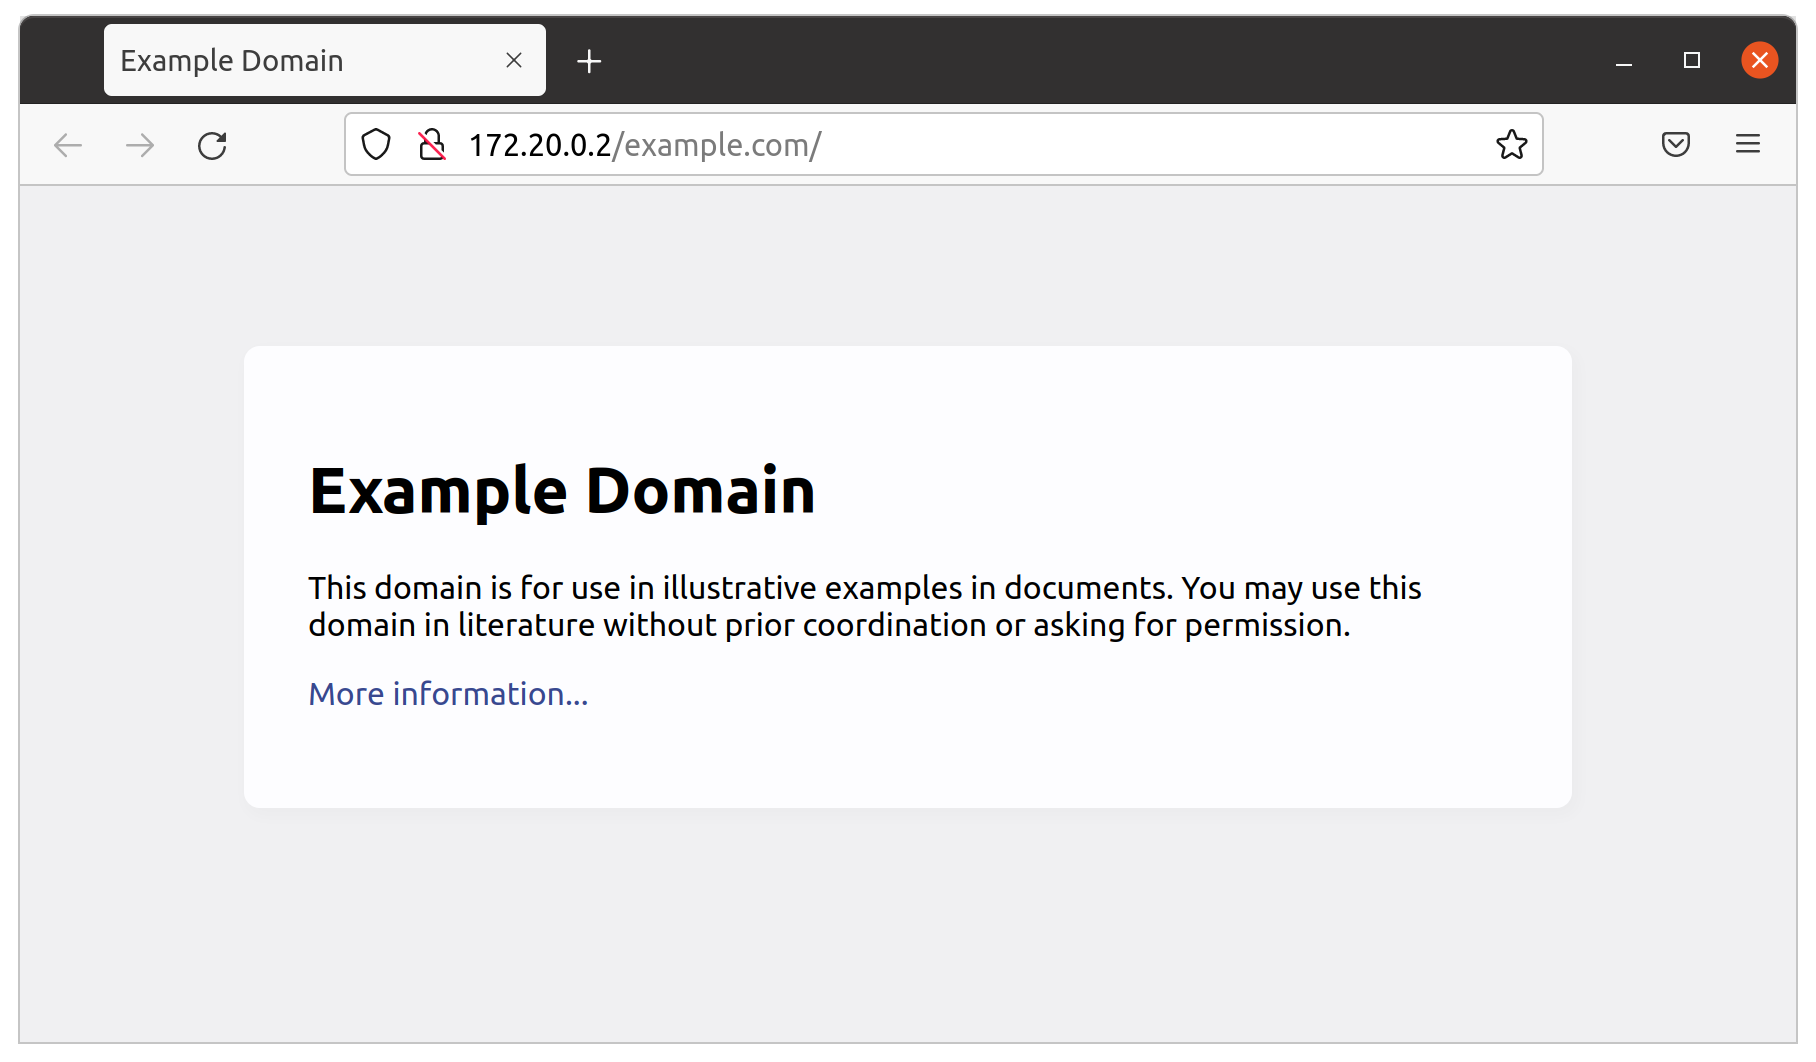 Example Domain
172.20.0.2/example.com/
Example Domain
This domain is for use in illustrative examples in documents. You may use this
domain in literature without prior coordination or asking for permission.
More information...